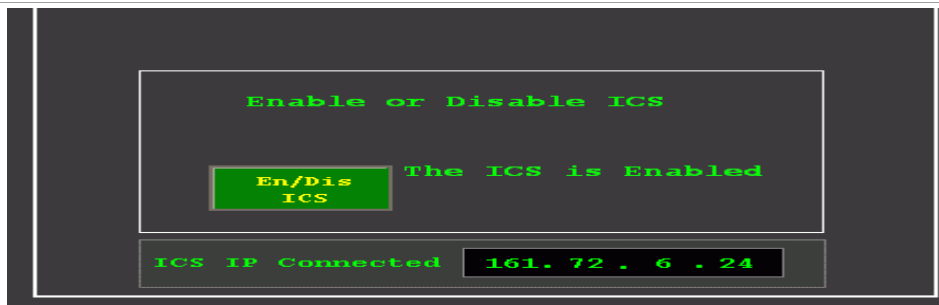 Enable or Disable ICS
En/Dis
ICS
The ICS is Enabled
ICS IP Connected 161. 72 . 6 . 24